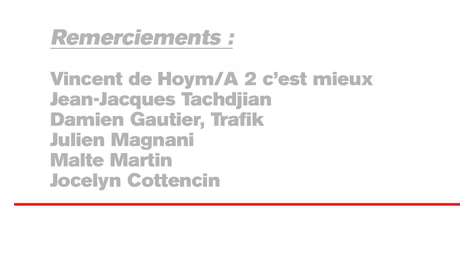 Remerciements :
Vincent de Hoym/A 2 c’est mieux
Jean-Jacques Tachdjian
Damien Gautier, Trafik
Julien Magnani
Malte Martin
Jocelyn Cottencin